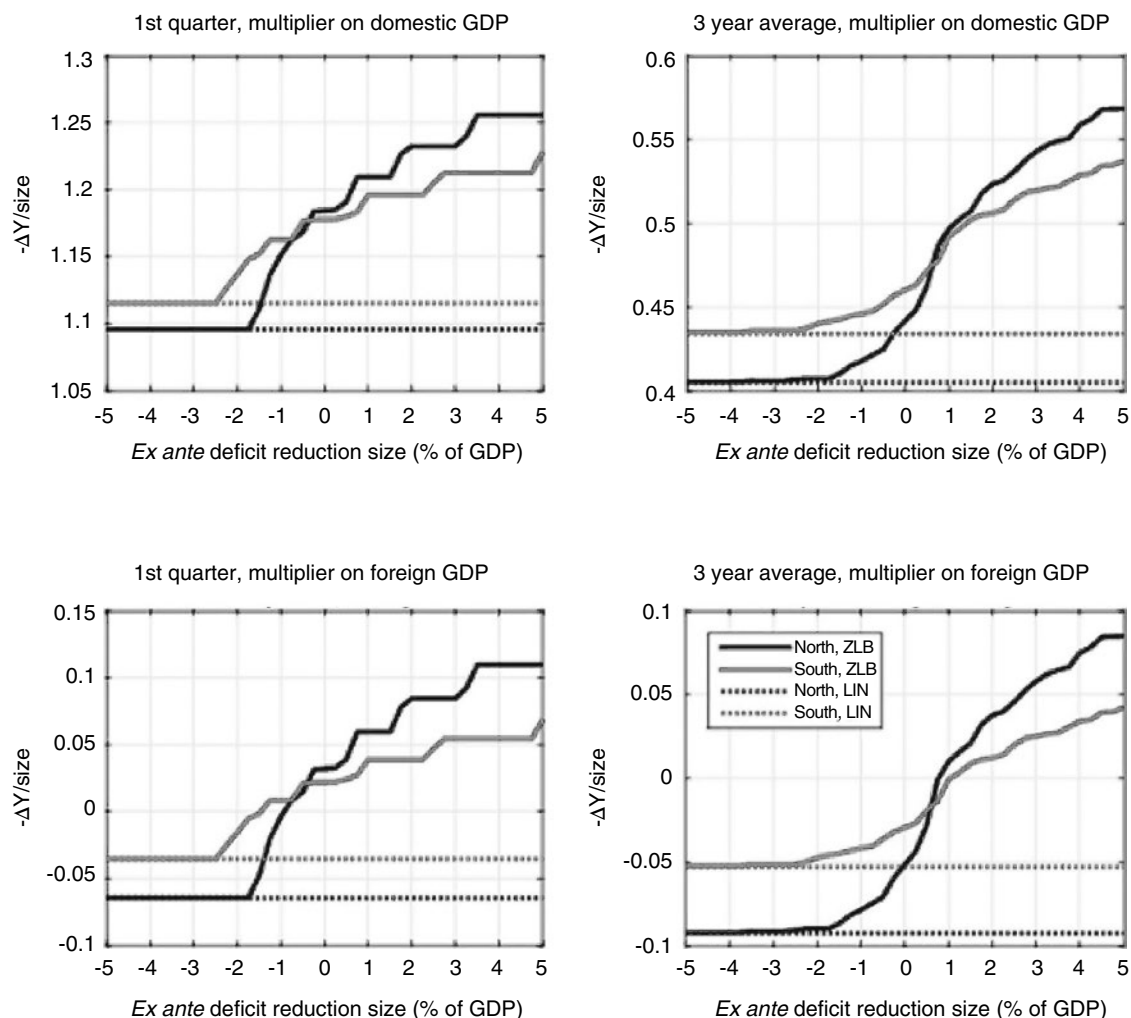 1st quarter, multiplier on domestic GDP
1.3
1.25
1.2
1.15
1.1
1.05
-ΔY/size
-5 -4 -3 -2 -1 0 1 2 3 4 5
Ex ante deficit reduction size (% of GDP)
3 year average, multiplier on domestic GDP
0.6
0.55
0.5
0.45
0.4
-ΔY/size
-5 -4 -3 -2 -1 0 1 2 3 4 5
Ex ante deficit reduction size (% of GDP)
1st quarter, multiplier on foreign GDP
0.15
0.1
0.05
0
-0.05
-0.1
-ΔY/size
-5 -4 -3 -2 -1 0 1 2 3 4 5
Ex ante deficit reduction size (% of GDP)
3 year average, multiplier on foreign GDP
0.1
0.05
0
-0.05
-0.1
-ΔY/size
North, ZLB
South, ZLB
North, LIN
South, LIN
-5 -4 -3 -2 -1 0 1 2 3 4 5
Ex ante deficit reduction size (% of GDP)